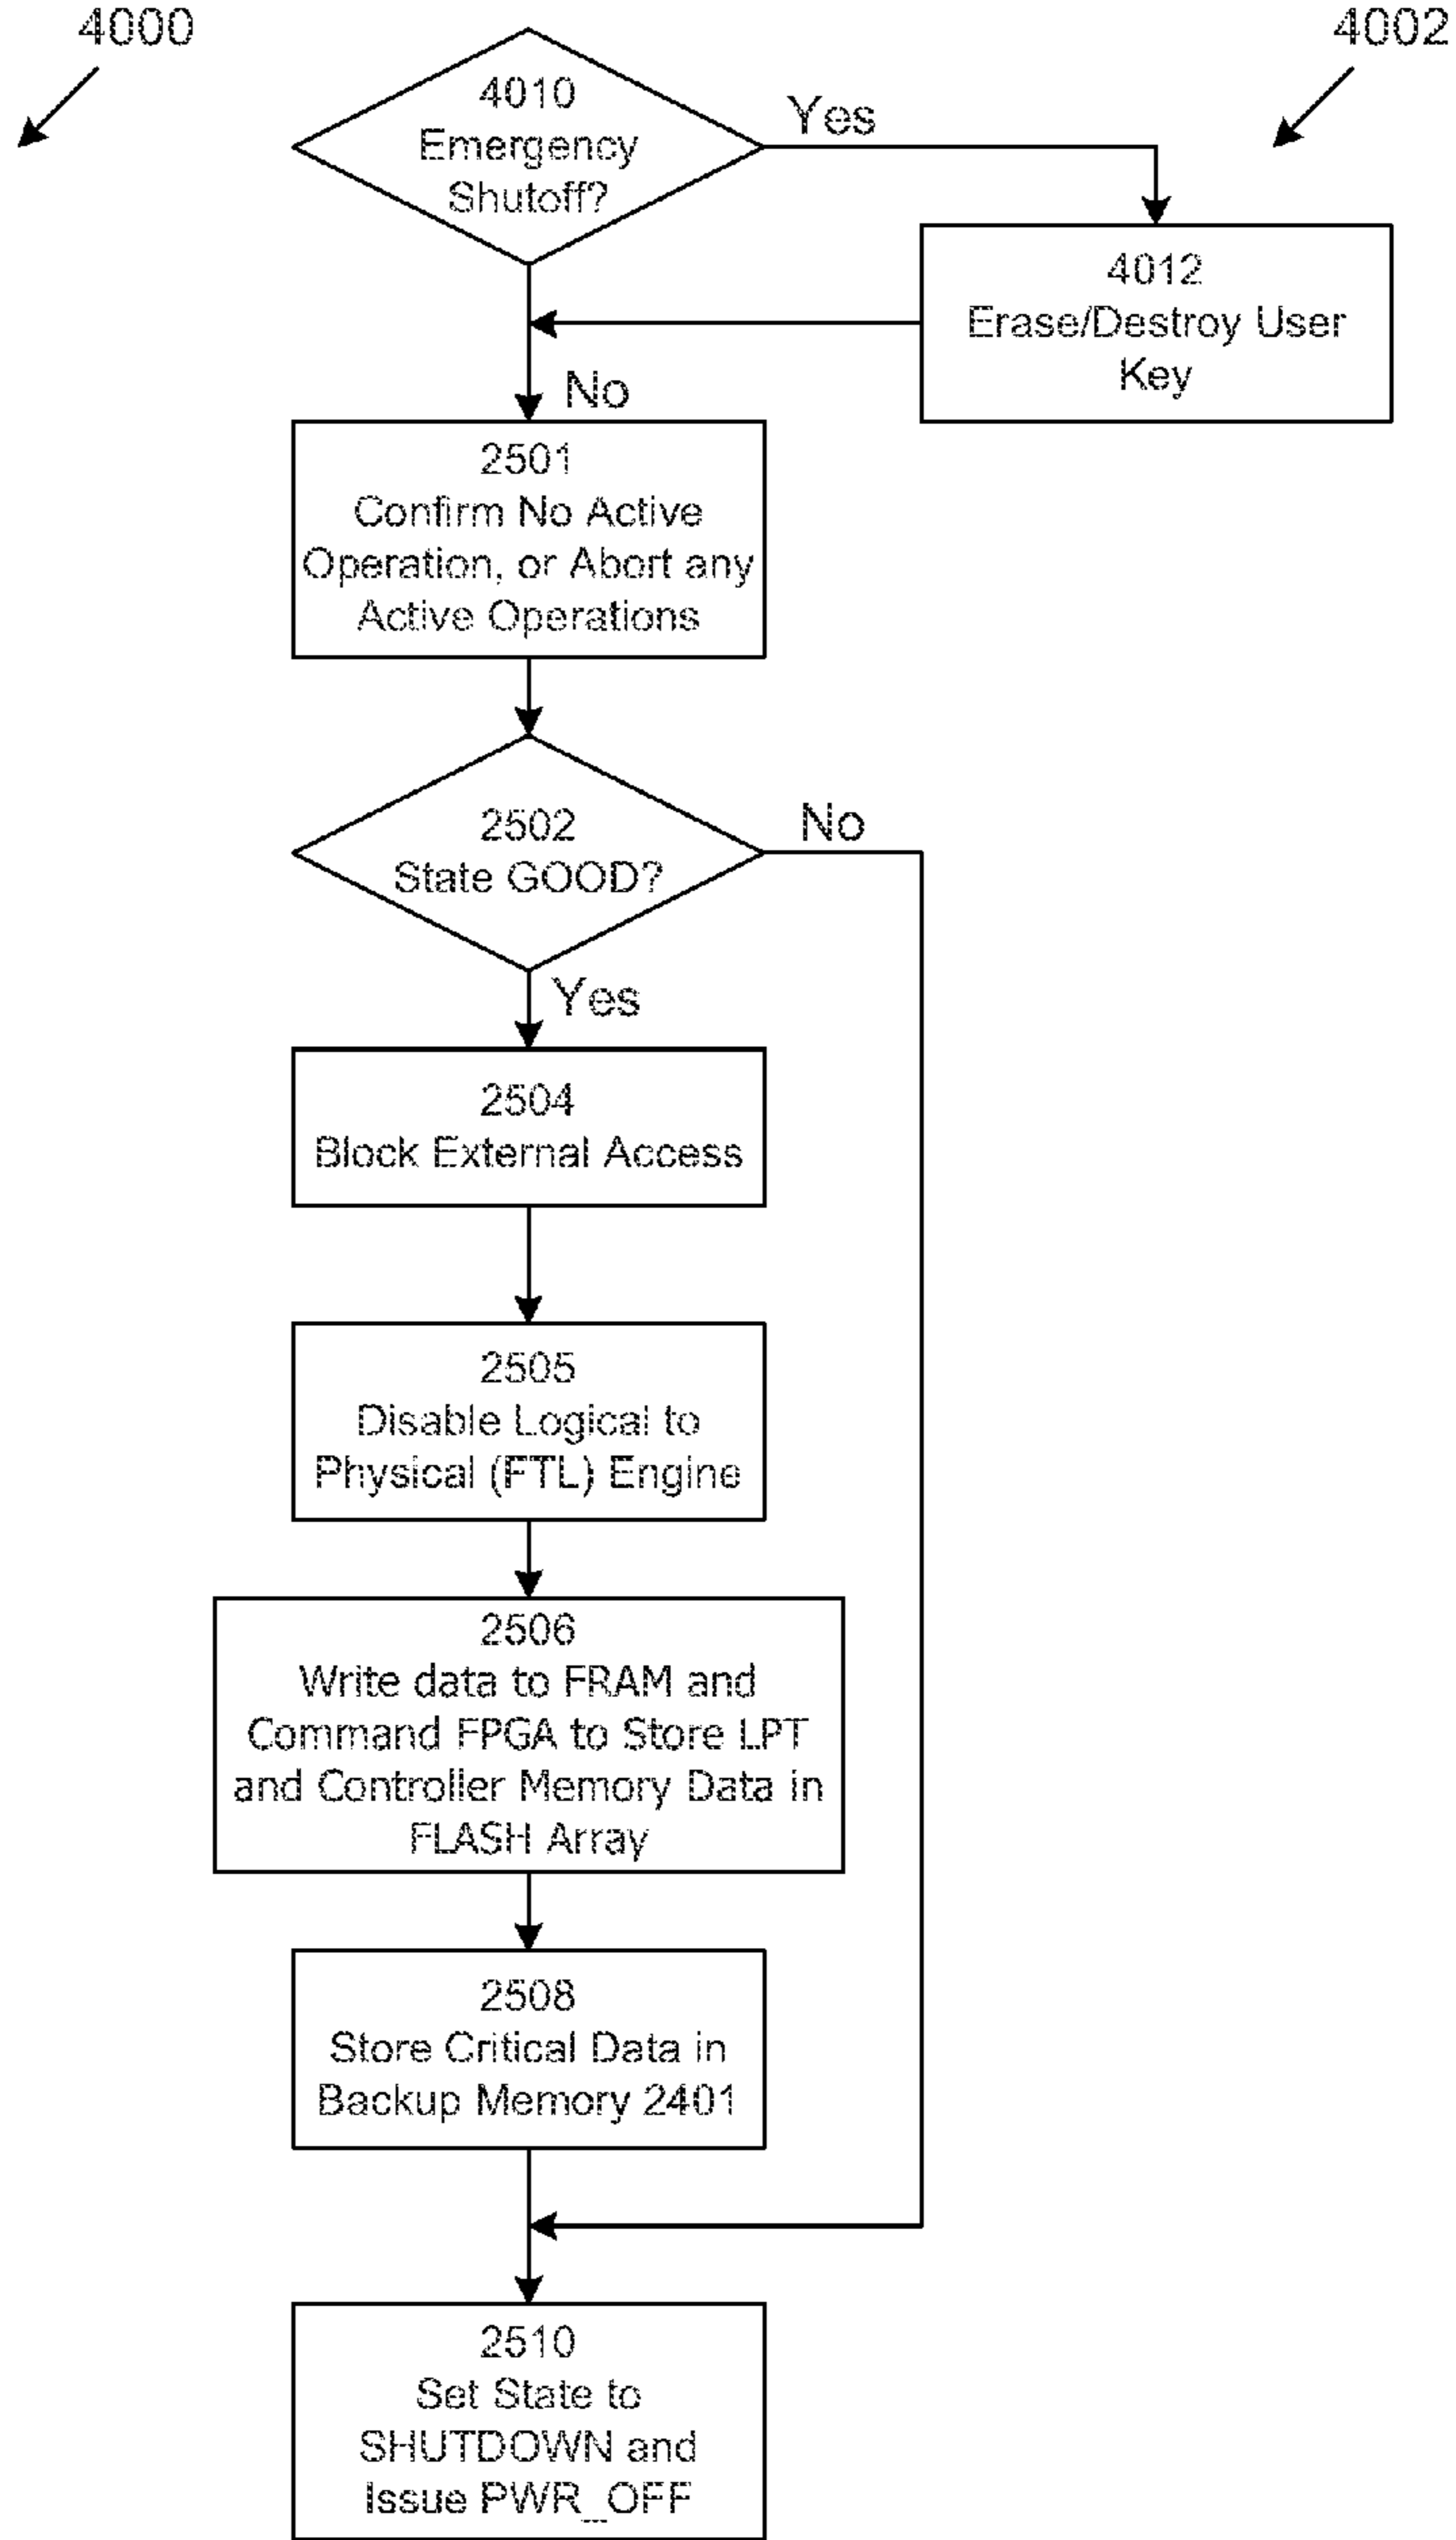 4000
4002
4010
Emergency
Shutoff?
Yes
4012
Erase/Destroy User
Key
No
2501
Confirm No Active
Operation, or Abort any
Active Operations
2502
State GOOD?
No
Yes
2504
Block External Access
2505
Disable Logical to
Physical (FTL) Engine
2506
Write data to FRAM and
Command FPGA to Store LPT
and Controller Memory Data in
FLASH Array
2508
Store Critical Data in
Backup Memory 2401
2510
Set State to
SHUTDOWN and
Issue PWR_OFF